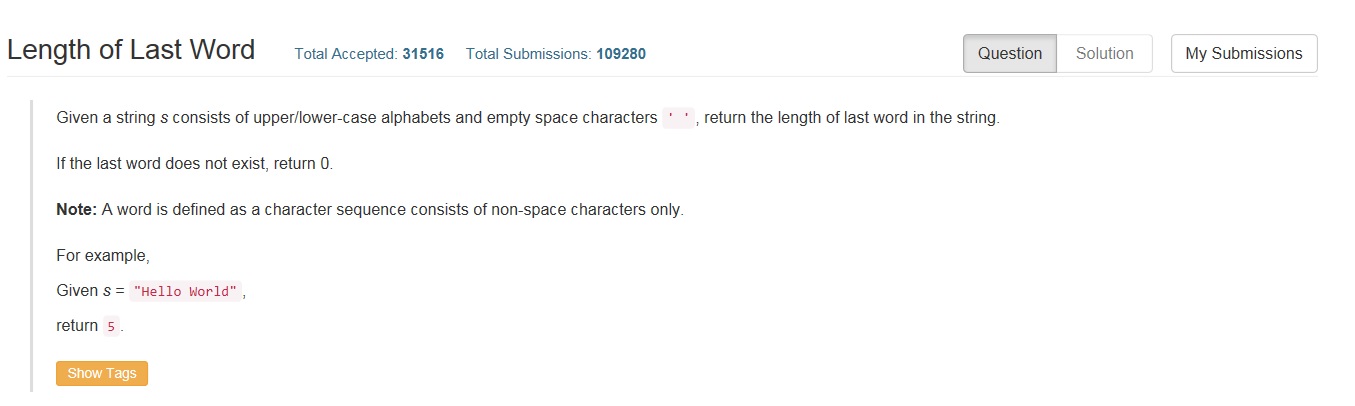 Length of Last Word Total Accepted: 31516 Total Submissions: 109280 Question Solution My Submissions
Given a string s consists of upper/lower-case alphabets and empty space characters ' ', return the length of last word in the string.
If the last word does not exist, return 0.
Note: A word is defined as a character sequence consists of non-space characters only.
For example,
Given s = "Hello World",
return 5.
Show Tags